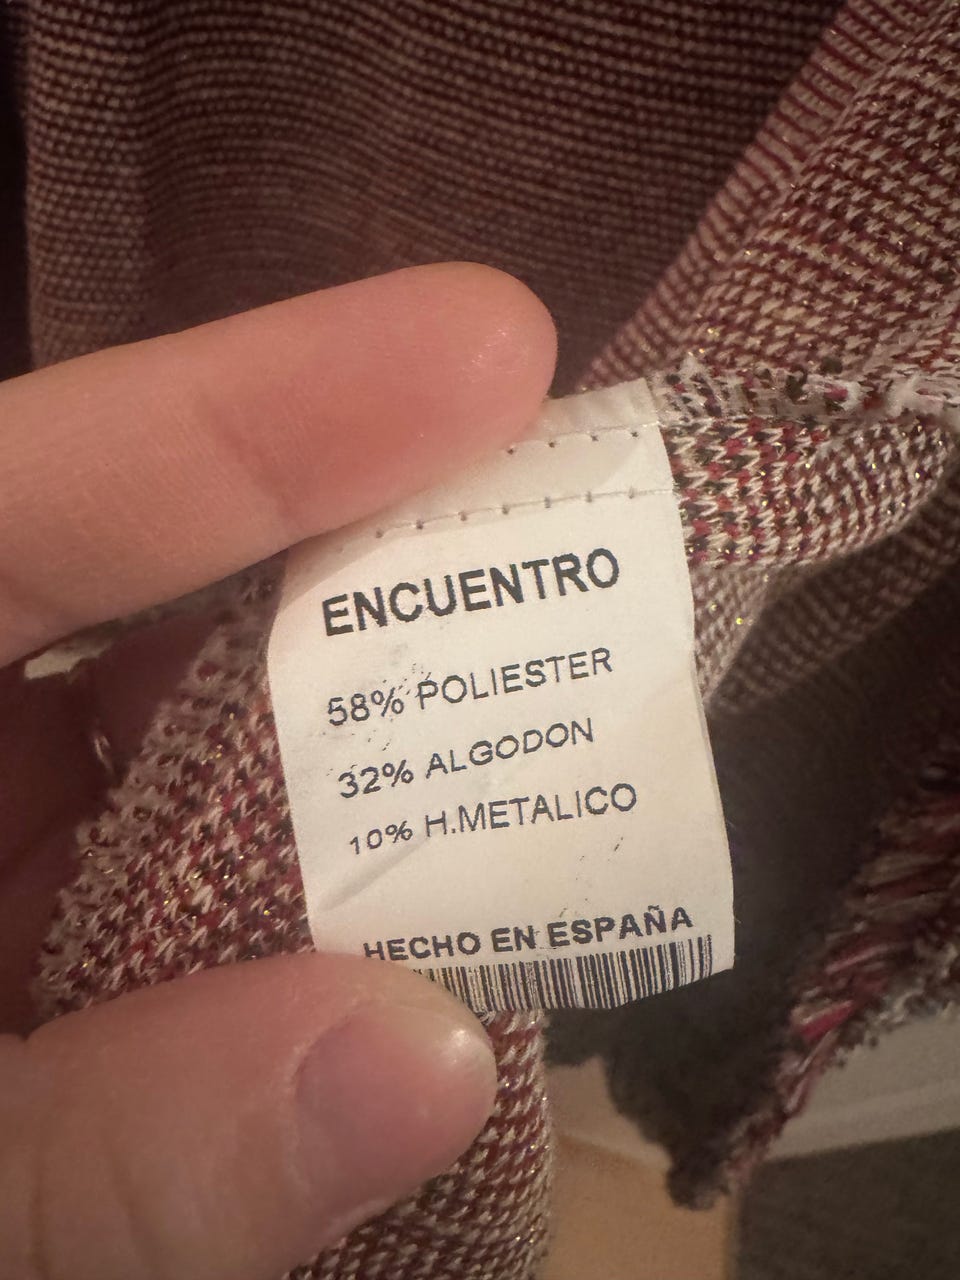 ENCUENTRO
58% POLIESTER
32% ALGODON
10% H.METALICO
HECHO EN ESPAÑA